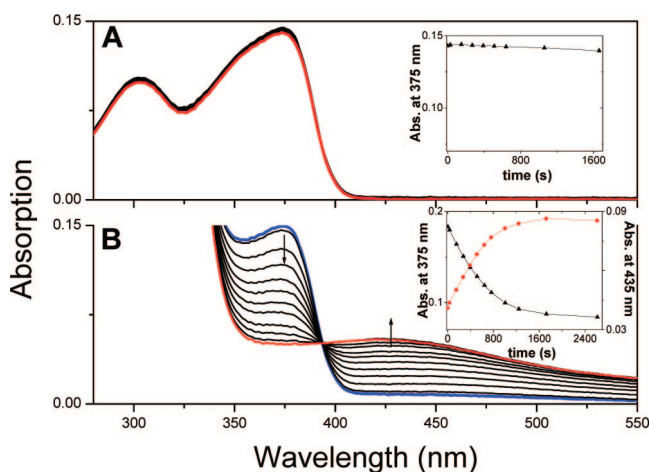 0.15
A
0.15
Abs. at 375 nm
0.10
0 800 1600
time (s)
0.00
0.15
B
0.2
0.09
Abs. at 375 nm
Abs. at 435 nm
0.1
0.03
0 800 1600 2400
time (s)
0.00
Absorption
300 350 400 450 500 550
Wavelength (nm)